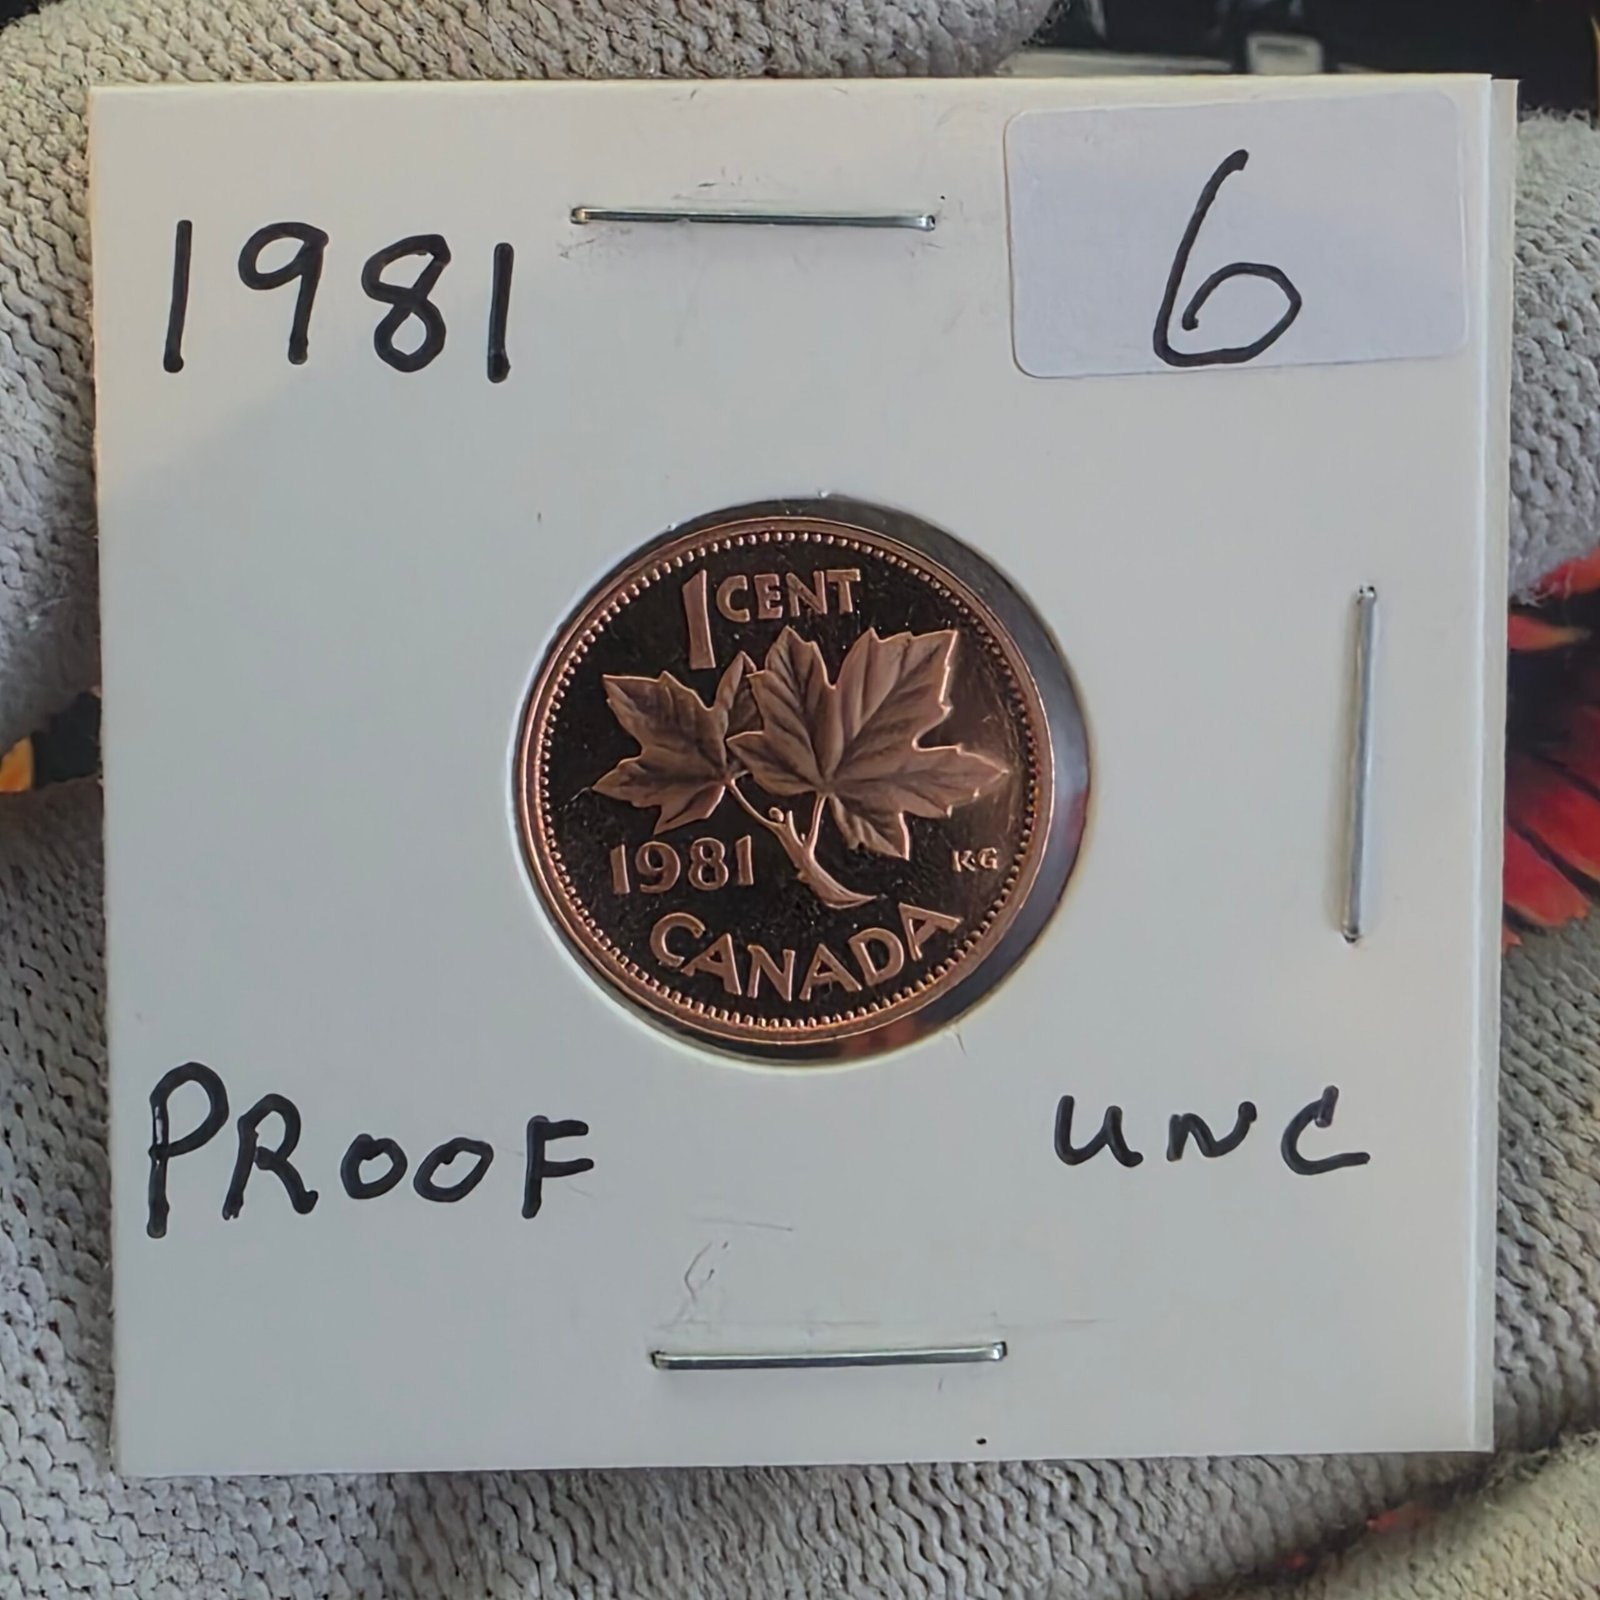 1981
6
1 CENT
1981
KG
CANADA
PROOF
UNC